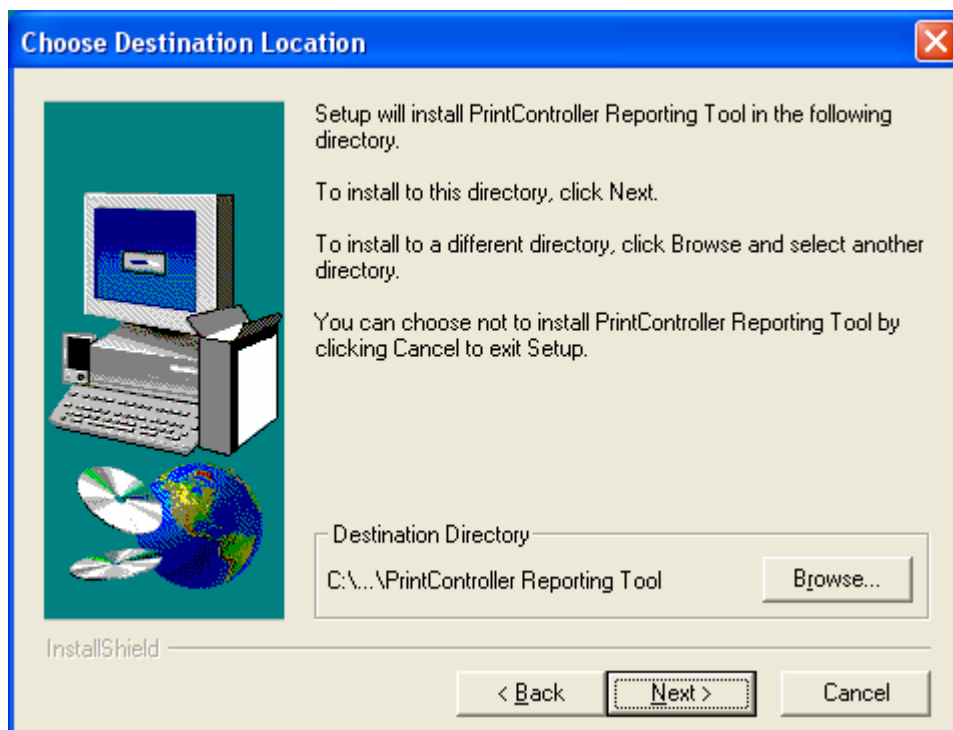 Choose Destination Location
Setup will install PrintController Reporting Tool in the following
directory.
To install to this directory, click Next.
To install to a different directory, click Browse and select another
directory.
You can choose not to install PrintController Reporting Tool by
clicking Cancel to exit Setup.
Destination Directory
C:\...\PrintController Reporting Tool
Browse...
InstallShield
< Back
Next >
Cancel